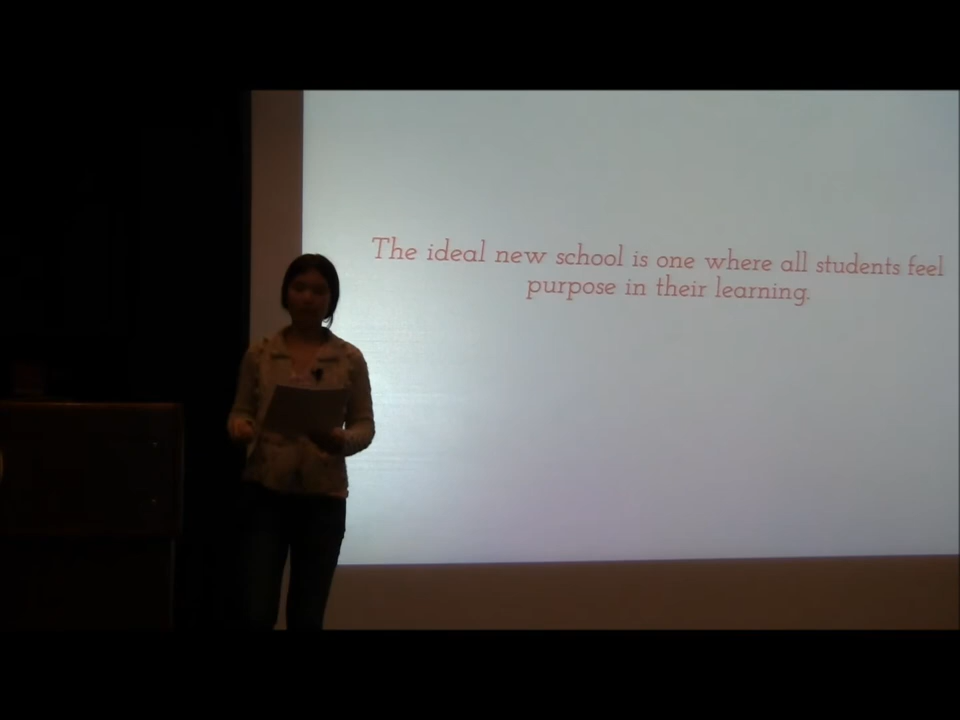 The ideal new school is one where all students feel
purpose in their learning.